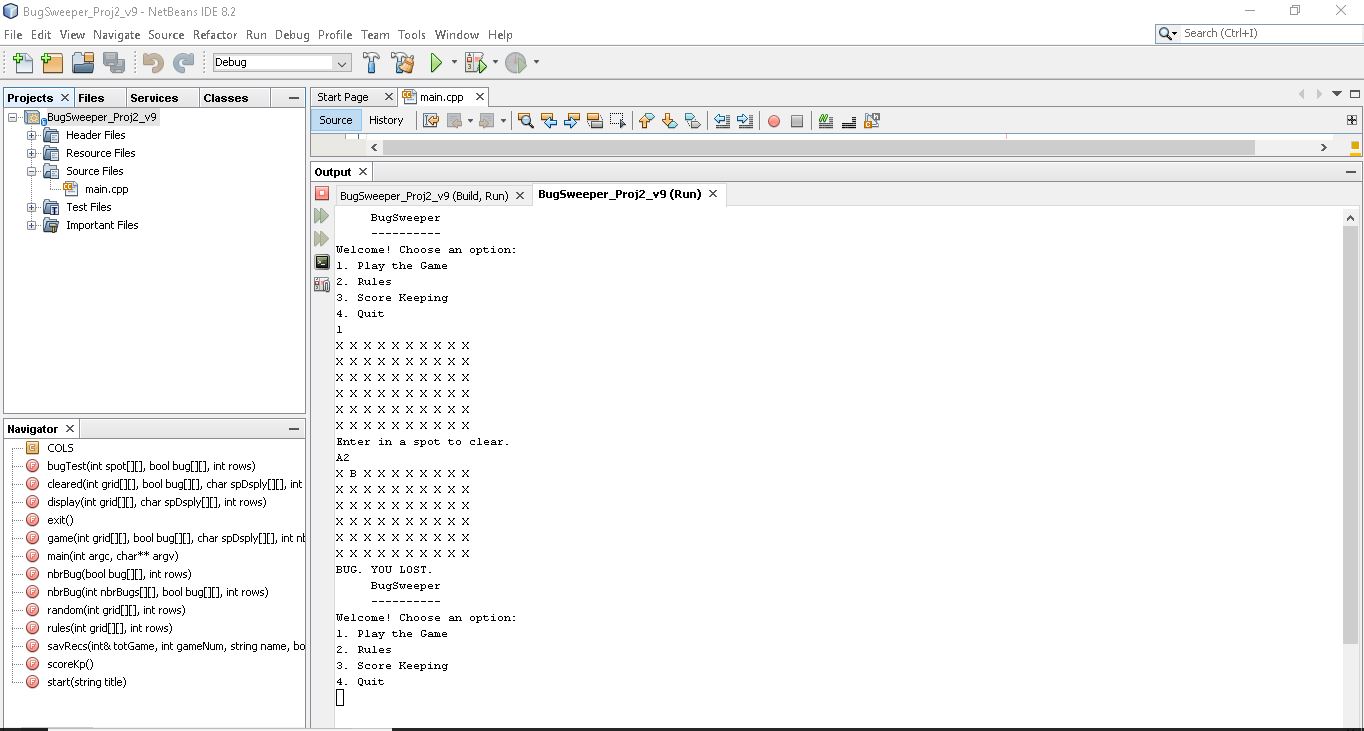 BugSweeper_Proj2_v9 - NetBeans IDE 8.2
File Edit View Navigate Source Refactor Run Debug Profile Team Tools Window Help
Search (Ctrl+I)
Debug
Projects Files Services Classes
BugSweeper_Proj2_v9
Header Files
Resource Files
Source Files
main.cpp
Test Files
Important Files
Navigator
COLS
bugTest(int spot[][], bool bug[][], int rows)
cleared(int grid[][], bool bug[][], char spDsply[][], int
display(int grid[][], char spDsply[][], int rows)
exit()
game(int grid[][], bool bug[][], char spDsply[][], int
main(int argc, char** argv)
nbrBug(bool bug[][], int rows)
nbrBug(int nbrBugs[][], bool bug[][], int rows)
random(int grid[][], int rows)
rules(int grid[][], int rows)
savRecs(int& totGame, int gameNum, string name, bo
scoreKp()
start(string title)
Start Page main.cpp
Source History
Output
BugSweeper_Proj2_v9 (Build, Run) BugSweeper_Proj2_v9 (Run)
BugSweeper
----------
Welcome! Choose an option:
1. Play the Game
2. Rules
3. Score Keeping
4. Quit
1
X X X X X X X X X X
X X X X X X X X X X
X X X X X X X X X X
X X X X X X X X X X
X X X X X X X X X X
X X X X X X X X X X
Enter in a spot to clear.
A2
X B X X X X X X X X
X X X X X X X X X X
X X X X X X X X X X
X X X X X X X X X X
X X X X X X X X X X
X X X X X X X X X X
BUG. YOU LOST.
BugSweeper
----------
Welcome! Choose an option:
1. Play the Game
2. Rules
3. Score Keeping
4. Quit